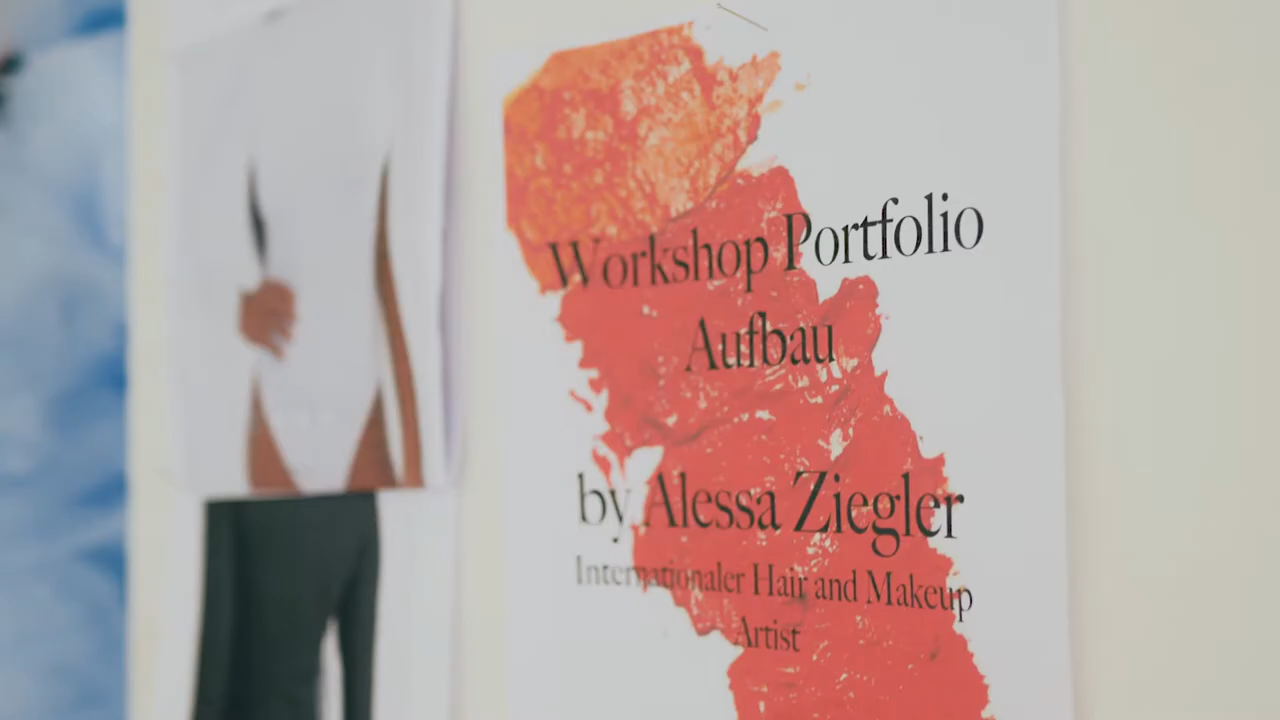 Workshop Portfolio
Aufbau
by Alessa Ziegler
Internationaler Hair and Makeup
Artist